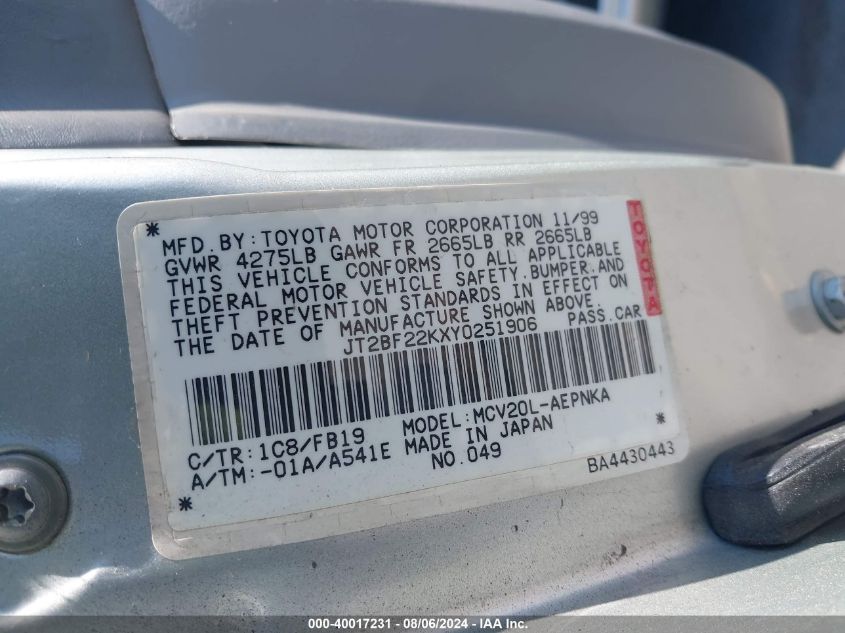 * MFD. BY: TOYOTA MOTOR CORPORATION 11/99
GVWR 4275LB GAWR FR 2665LB RR 2665LB
THIS VEHICLE CONFORMS TO ALL APPLICABLE
FEDERAL MOTOR VEHICLE SAFETY, BUMPER, AND
THEFT PREVENTION STANDARDS IN EFFECT ON
THE DATE OF MANUFACTURE SHOWN ABOVE.
JT2BF22KXY0251906 PASS. CAR
TOYOTA
C/TR: 1C8/FB19 MODEL: MCV20L-AEPNKA *
A/TM: -01A/A541E MADE IN JAPAN
* NO. 049 BA4430443
000-40017231 - 08/06/2024 - IAA Inc.